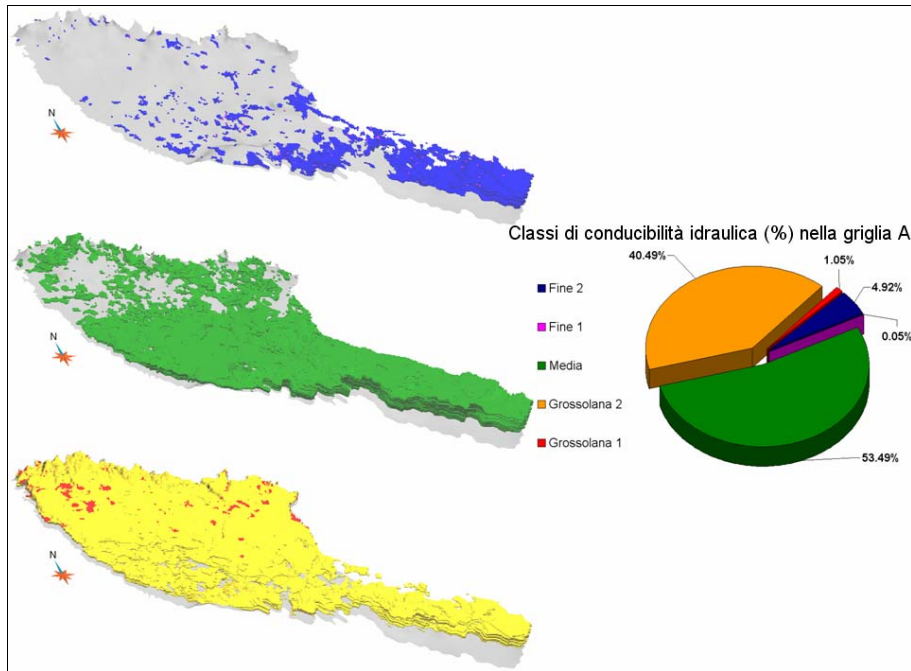 N
N
N
Classi di conducibilità idraulica (%) nella griglia A
40.49%
1.05%
4.92%
0.05%
53.49%
Fine 2
Fine 1
Media
Grossolana 2
Grossolana 1